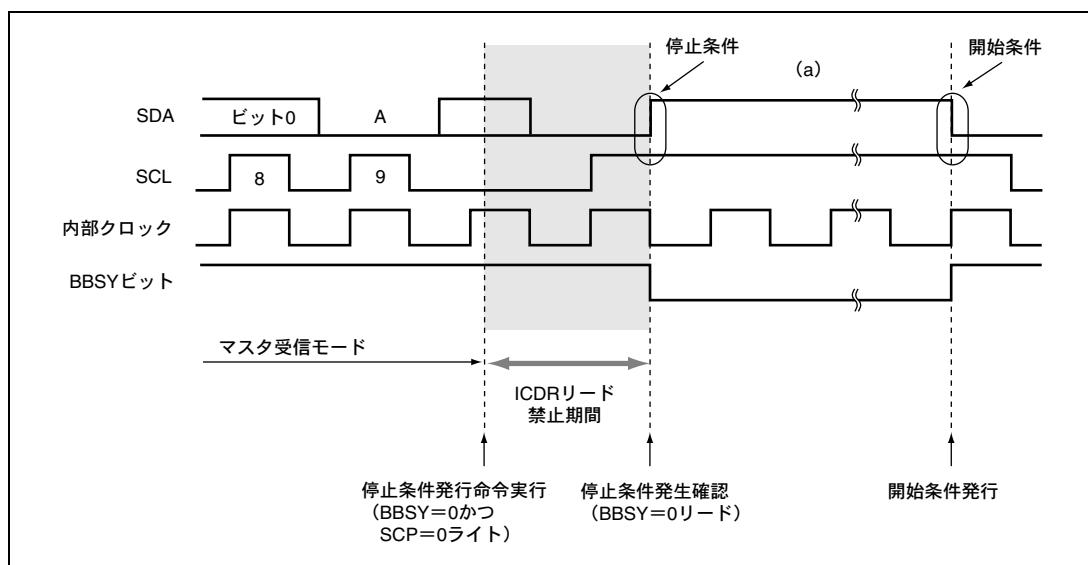 停止条件
(a)
開始条件
SDA
ビット0
A
SCL
8
9
内部クロック
BBSYビット
マスタ受信モード
ICDRリード
禁止期間
停止条件発行命令実行
（BBSY＝0かつ
SCP＝0ライト）
停止条件発生確認
（BBSY＝0リード）
開始条件発行